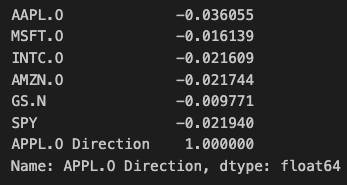 AAPL.O -0.036055
MSFT.O -0.016139
INTC.O -0.021609
AMZN.O -0.021744
GS.N -0.009771
SPY -0.021940
APPL.O Direction 1.000000
Name: APPL.O Direction, dtype: float64